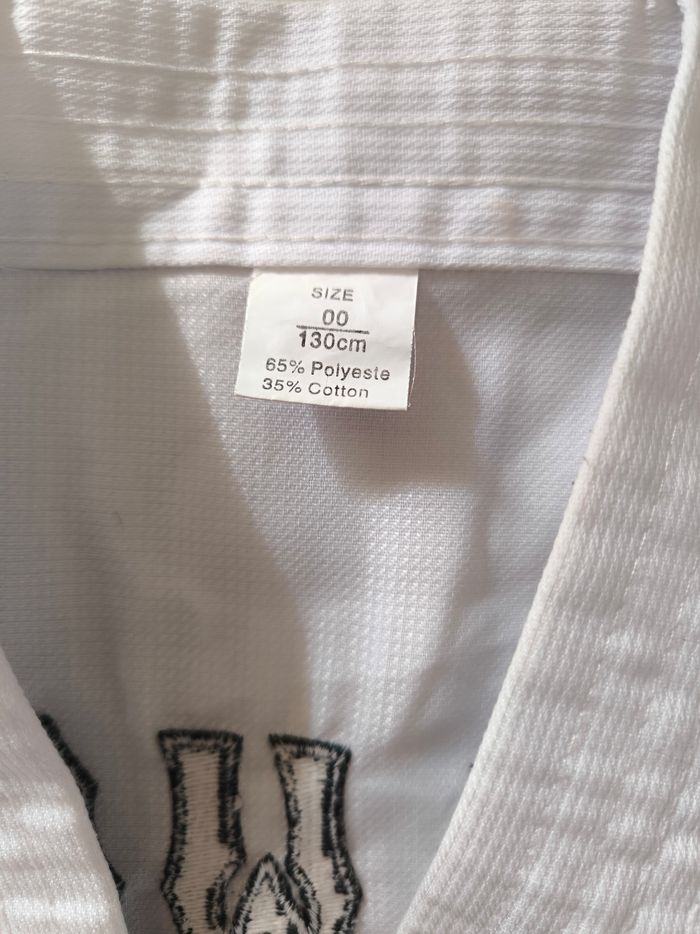 SIZE
00
130cm
65% Polyeste
35% Cotton